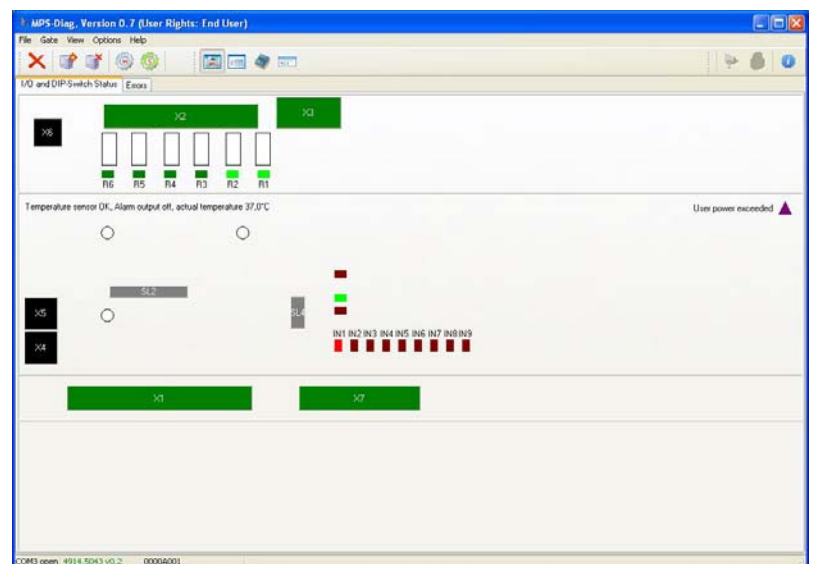 MPS-Diag, Version 0.7 (User Rights: End User)
File Gate View Options Help
I/O and DIP-Switch Status Errors
X6 X2 X3
R6 R5 R4 R3 R2 R1
Temperature sensor OK, Alarm output off, actual temperature 37,0°C
User power exceeded
SL2
X5
SL4
X4
IN1 IN2 IN3 IN4 IN5 IN6 IN7 IN8 IN9
X1 X7
COM3 open 4914.5043 v0.2 0000A001